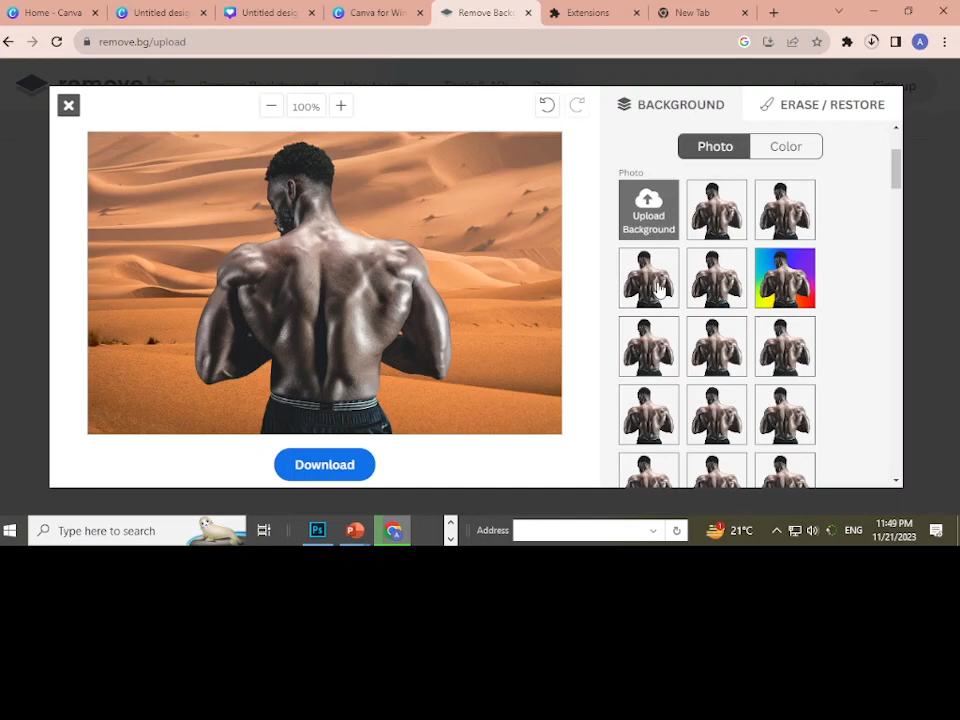 Home - Canva
Untitled desig
Untitled desig
Canva for Win
Remove Back
Extensions
New Tab
remove.bg/upload
A
100%
BACKGROUND
ERASE / RESTORE
Photo
Color
Photo
Upload
Background
Download
Type here to search
Ps
Address
1
21°C
ENG
11:49 PM
11/21/2023